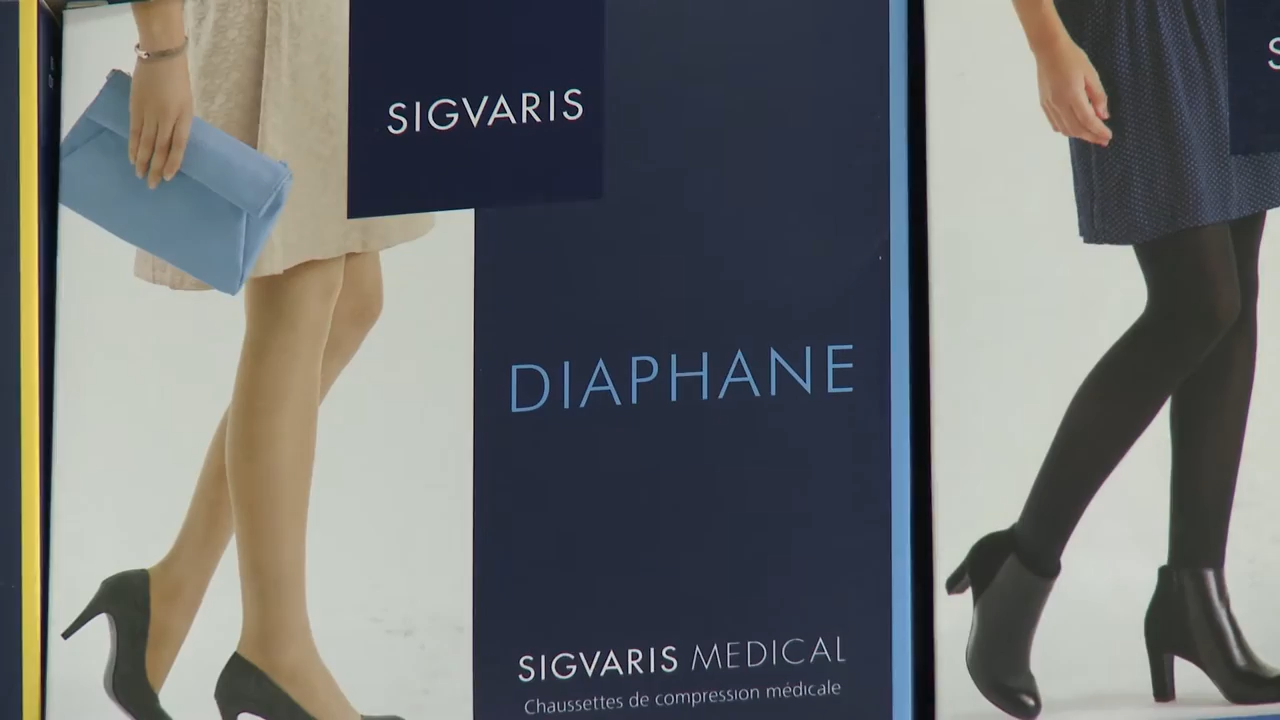 SIGVARIS
DIAPHANE
SIGVARIS MEDICAL
Chaussettes de compression médicale
S